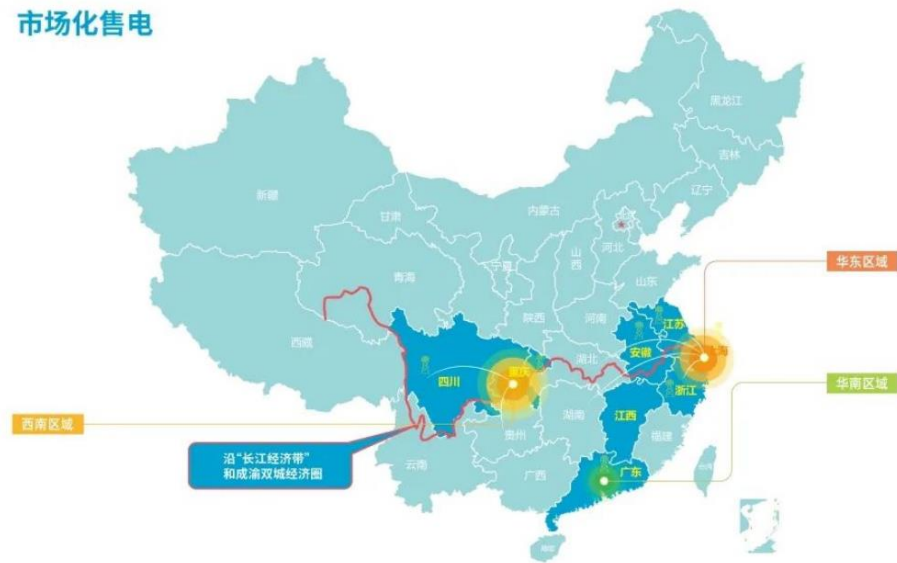 市场化售电
黑龙江
吉林
辽宁
新疆
甘肃
内蒙古
河北
山西
宁夏
青海
山东
陕西
河南
西藏
江苏
安徽
湖北
上海
四川
重庆
浙江
湖南
江西
贵州
福建
云南
广西
广东
台湾
海南
华东区域
华南区域
西南区域
沿“长江经济带”
和成渝双城经济圈